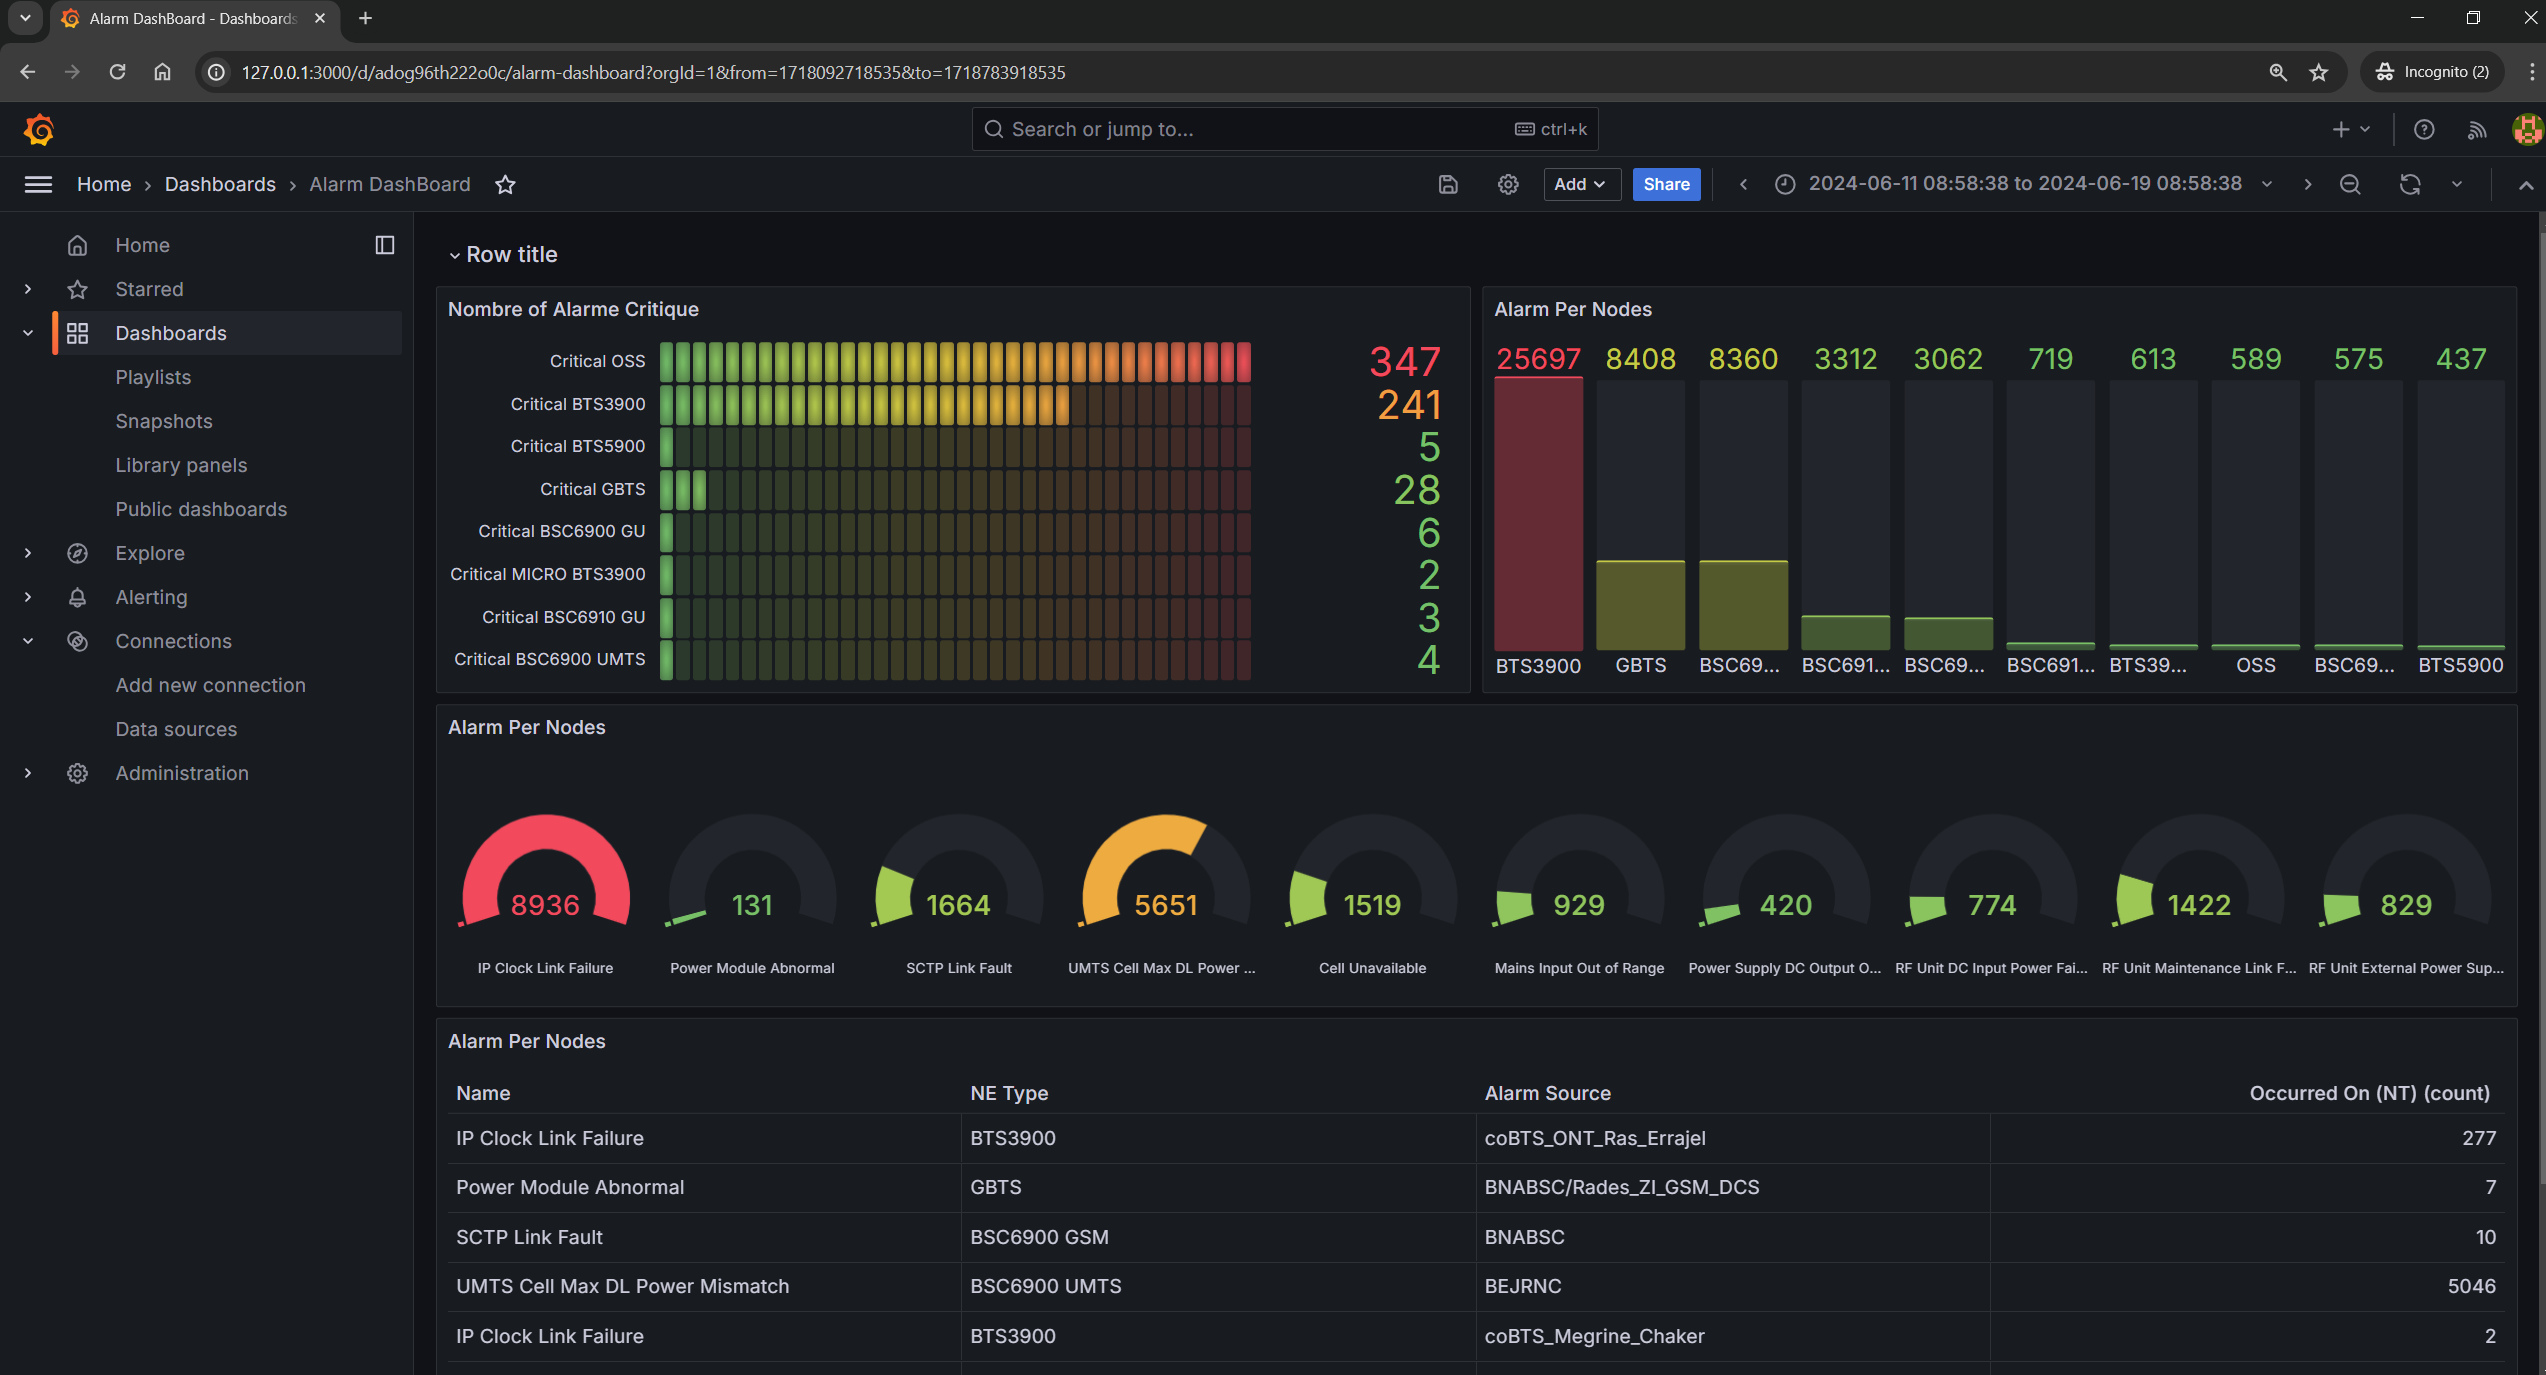 Alarm DashBoard - Dashboards
127.0.0.1:3000/d/adog96th222o0c/alarm-dashboard?orgId=1&from=1718092718535&to=1718783918535
Incognito (2)
Search or jump to...
ctrl+k
Home
Dashboards
Alarm DashBoard
Add
Share
2024-06-11 08:58:38 to 2024-06-19 08:58:38
Home
Starred
Dashboards
Playlists
Snapshots
Library panels
Public dashboards
Explore
Alerting
Connections
Add new connection
Data sources
Administration
Row title
Nombre of Alarme Critique
Critical OSS 347
Critical BTS3900 241
Critical BTS5900 5
Critical GBTS 28
Critical BSC6900 GU 6
Critical MICRO BTS3900 2
Critical BSC6910 GU 3
Critical BSC6900 UMTS 4
Alarm Per Nodes
25697 8408 8360 3312 3062 719 613 589 575 437
BTS3900 GBTS BSC69... BSC691... BSC69... BSC691... BTS39... OSS BSC69... BTS5900
Alarm Per Nodes
8936 131 1664 5651 1519 929 420 774 1422 829
IP Clock Link Failure Power Module Abnormal SCTP Link Fault UMTS Cell Max DL Power ... Cell Unavailable Mains Input Out of Range Power Supply DC Output O... RF Unit DC Input Power Fai... RF Unit Maintenance Link F... RF Unit External Power Sup...
Alarm Per Nodes
Name NE Type Alarm Source Occurred On (NT) (count)
IP Clock Link Failure BTS3900 coBTS_ONT_Ras_Errajel 277
Power Module Abnormal GBTS BNABSC/Rades_ZI_GSM_DCS 7
SCTP Link Fault BSC6900 GSM BNABSC 10
UMTS Cell Max DL Power Mismatch BSC6900 UMTS BEJRNC 5046
IP Clock Link Failure BTS3900 coBTS_Megrine_Chaker 2